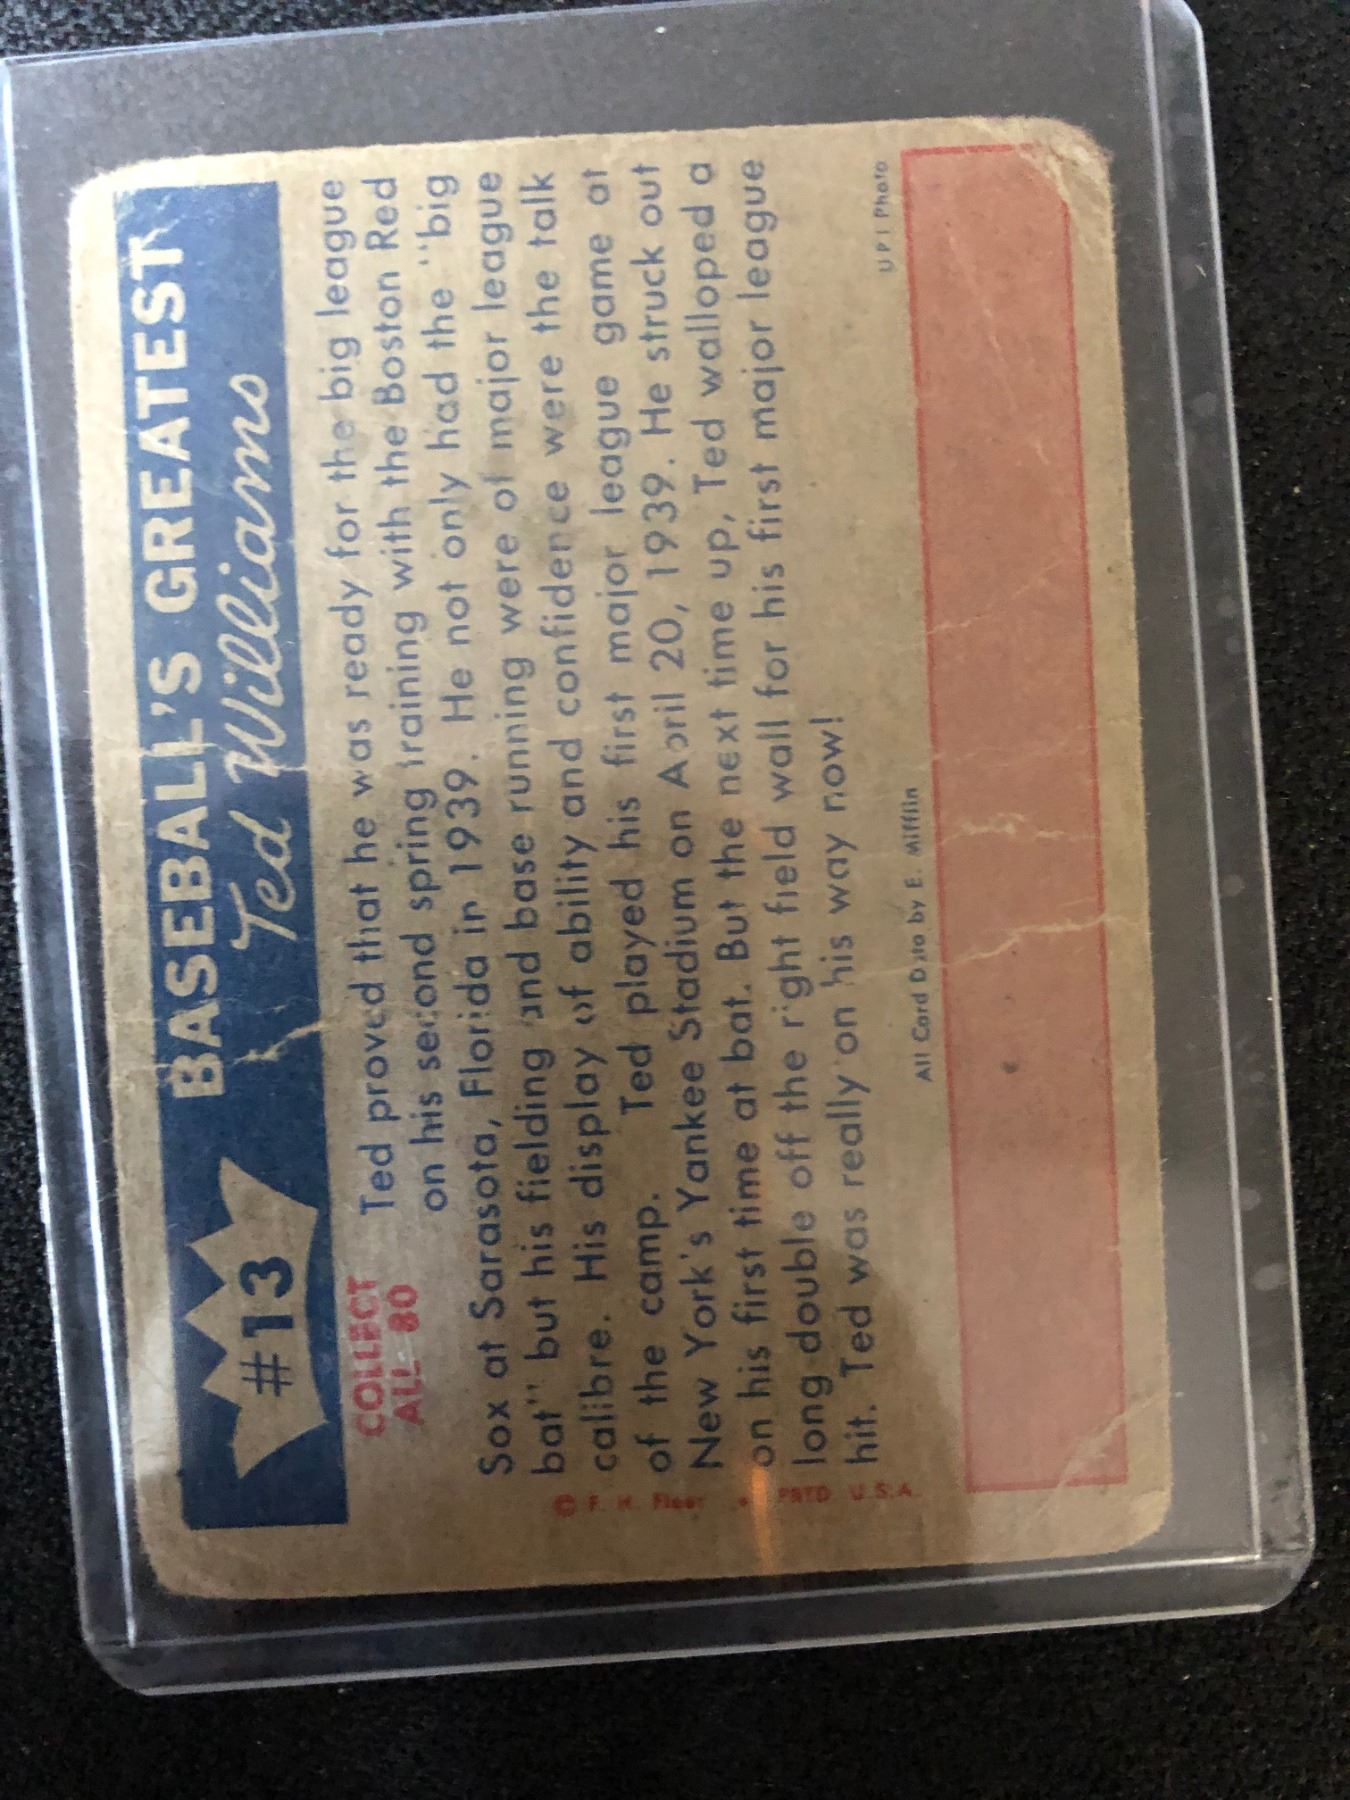 BASEBALL'S GREATEST
#13
Ted Williams
COLLECT
ALL 80
Ted proved that he was ready for the big league
on his second spring training with the Boston Red
Sox at Sarasota, Florida in 1939. He not only had the "big
bat" but his fielding and base running were of major league
calibre. His display of ability and confidence were the talk
of the camp. Ted played his first major league game at
New York's Yankee Stadium on April 20, 1939. He struck out
on his first time at bat. But the next time up, Ted walloped a
long double off the right field wall for his first major league
hit. Ted was really on his way now!
UPI Photo
All Card Data by E. Mifflin
© F. H. Fleer • PRTD U.S.A.